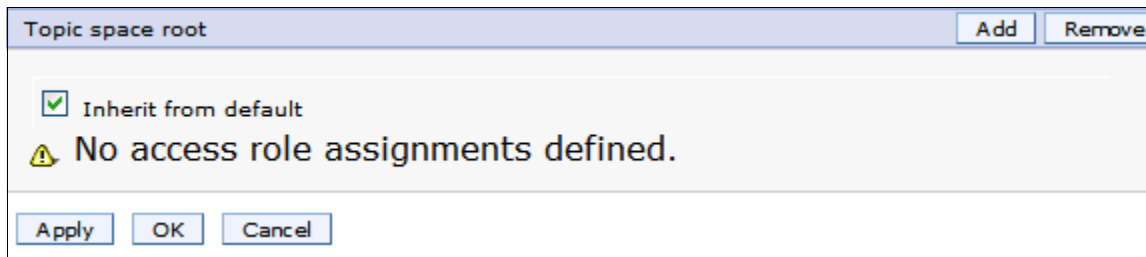 Topic space root Add Remove
Inherit from default
No access role assignments defined.
Apply OK Cancel